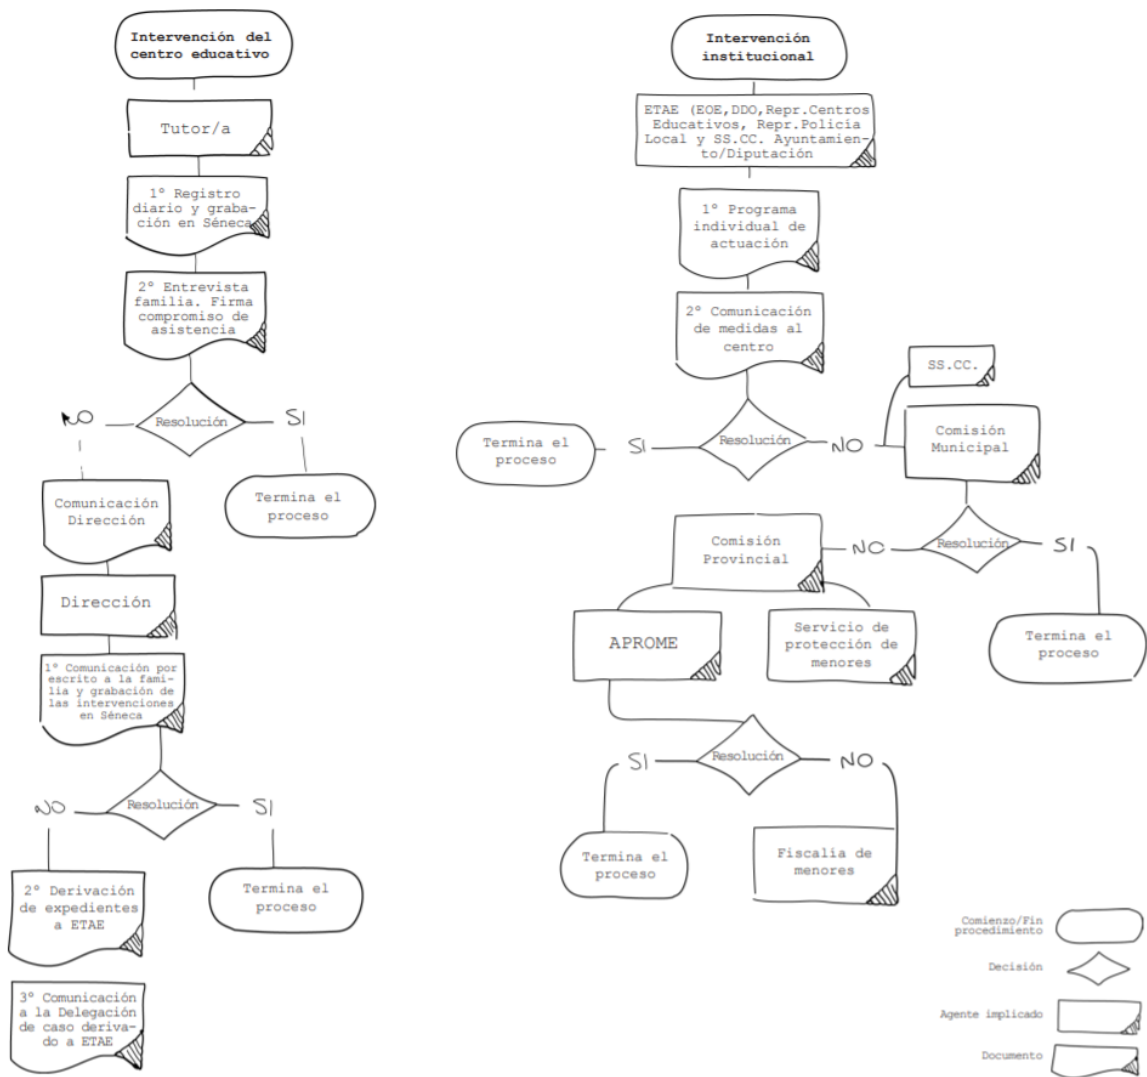 Intervención del
centro educativo
Tutor/a
1º Registro
diario y graba-
ción en Séneca
2º Entrevista
familia. Firma
compromiso de
asistencia
Resolución
NO
SI
Termina el
proceso
Comunicación
Dirección
Dirección
1º Comunicación por
escrito a la fami-
lia y grabación de
las intervenciones
en Séneca
Resolución
NO
SI
Termina el
proceso
2º Derivación
de expedientes
a ETAE
3º Comunicación
a la Delegación
de caso deriva-
do a ETAE
Intervención
institucional
ETAE (EOE,DDO,Repr.Centros
Educativos, Repr.Policía
Local y SS.CC. Ayuntamien-
to/Diputación
1º Programa
individual de
actuación
2º Comunicación
de medidas al
centro
Resolución
SI
Termina el
proceso
NO
SS.CC.
Comisión
Municipal
Resolución
SI
Termina el
proceso
NO
Comisión
Provincial
APROME
Servicio de
protección de
menores
Resolución
SI
Termina el
proceso
NO
Fiscalía de
menores
Comienzo/Fin
procedimiento
Decisión
Agente implicado
Documento